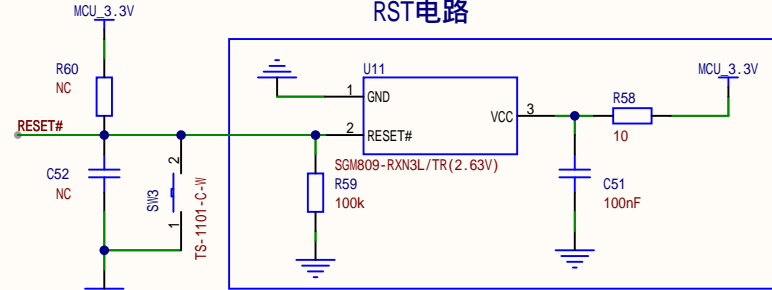 RST电路
MCU_3.3V
R60
NC
RESET#
C52
NC
SW3
2
1
TS-1101-C-W
U11
1
GND
2
RESET#
VCC
3
SGM809-RXN3L/TR(2.63V)
R59
100k
R58
10
MCU_3.3V
C51
100nF